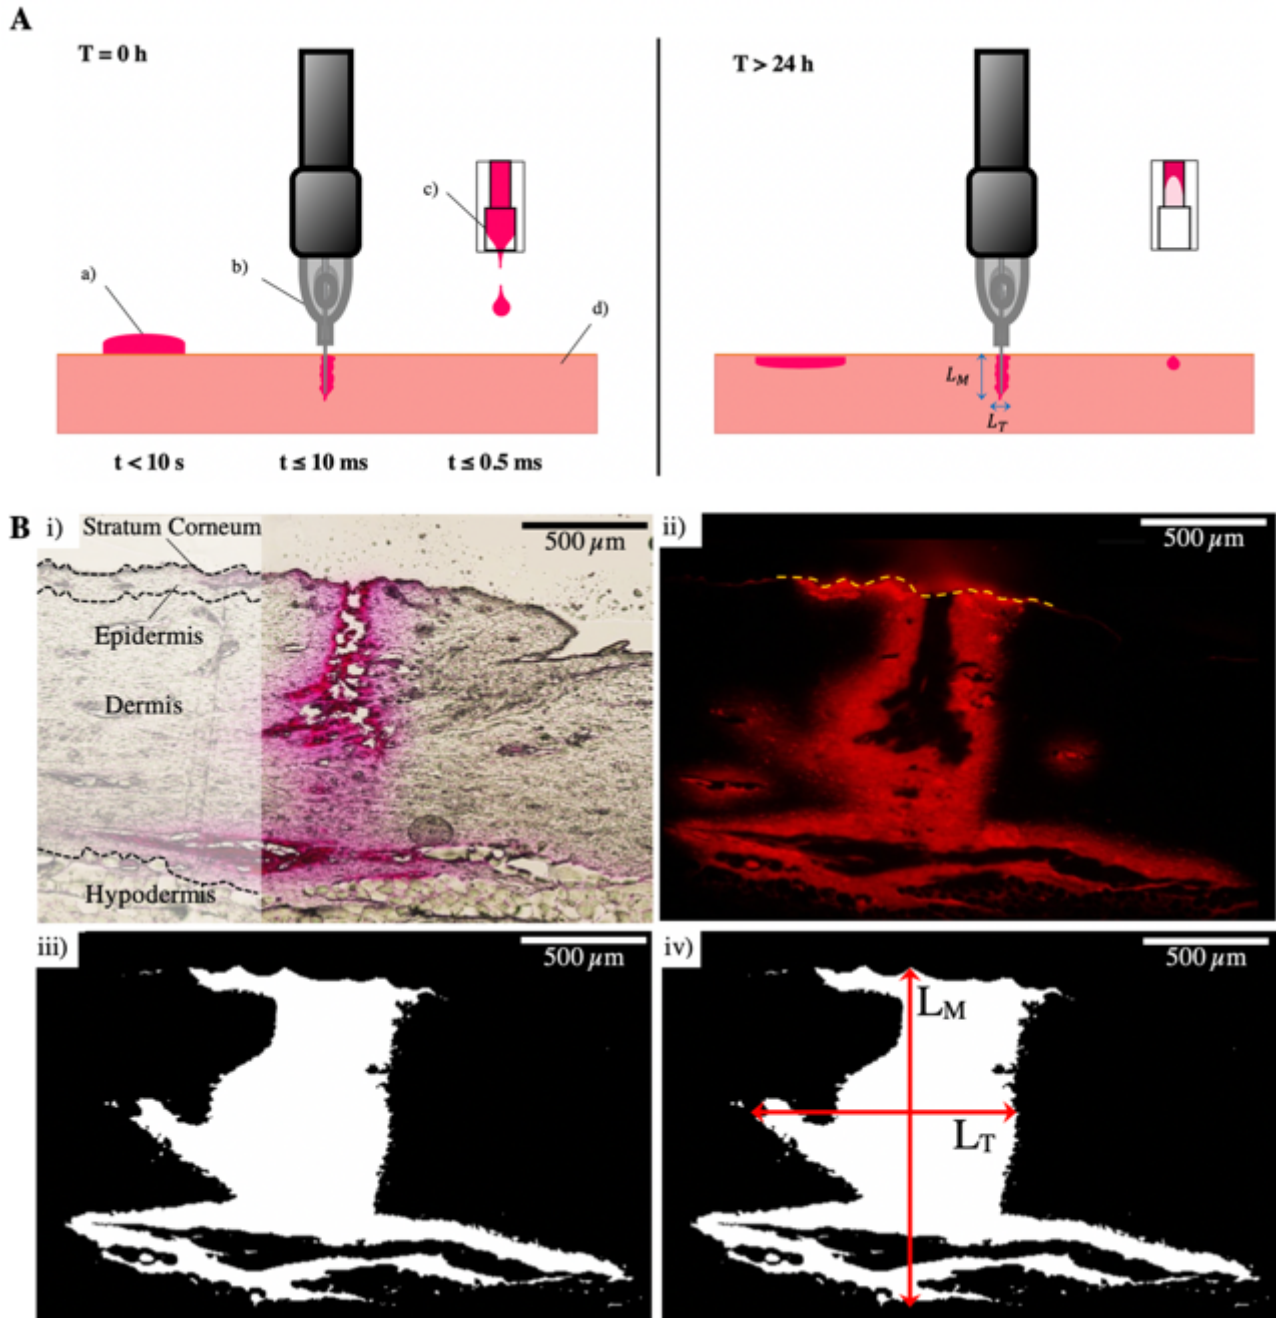 A
T = 0 h
T > 24 h
c)
a)
b)
d)
L_M
L_T
t < 10 s
t ≤ 10 ms
t ≤ 0.5 ms
B
i)
Stratum Corneum
500 µm
Epidermis
Dermis
Hypodermis
ii)
500 µm
iii)
500 µm
iv)
500 µm
L_M
L_T